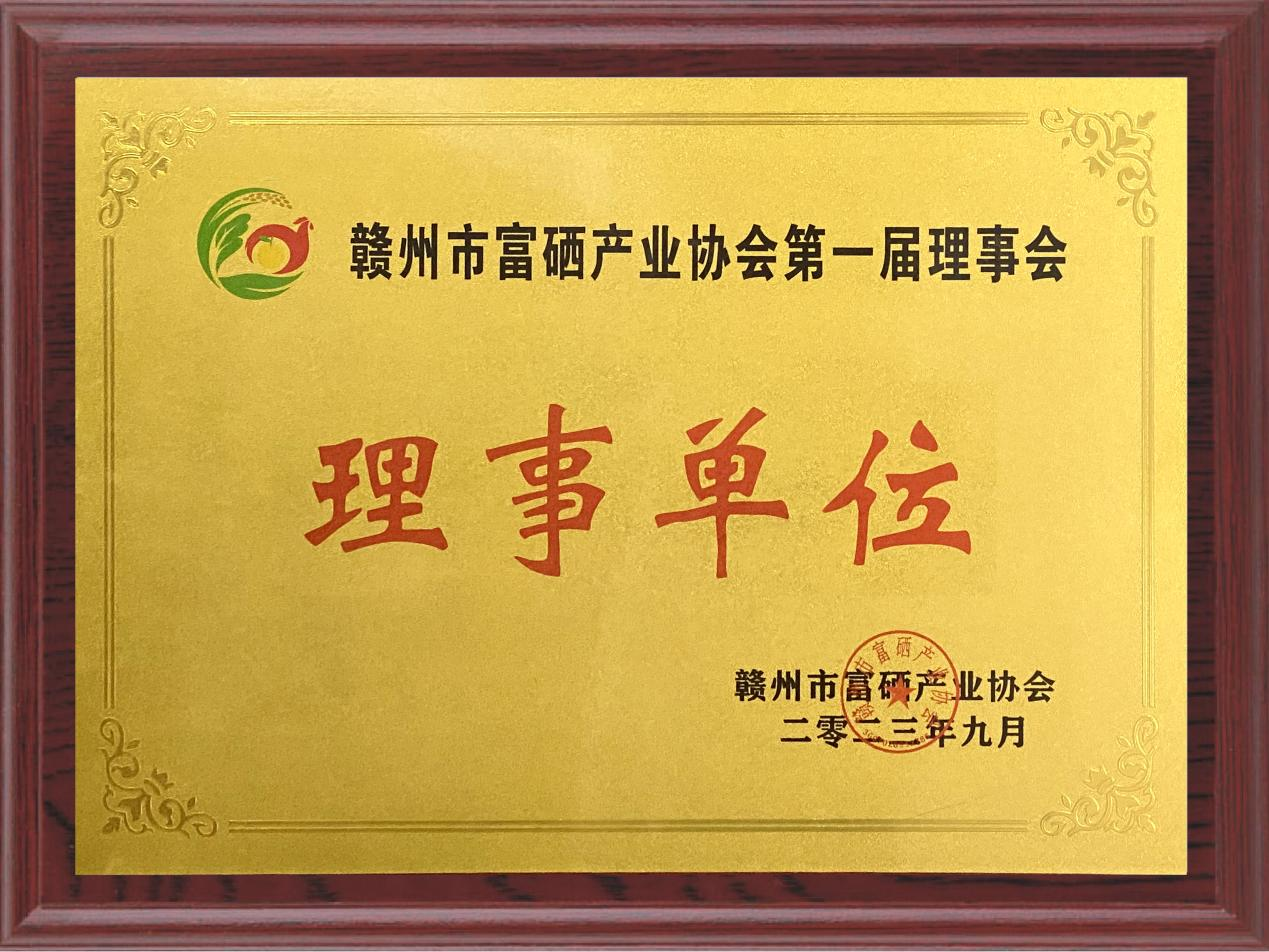 赣州市富硒产业协会第一届理事会
理事单位
赣州市富硒产业协会
二零二三年九月